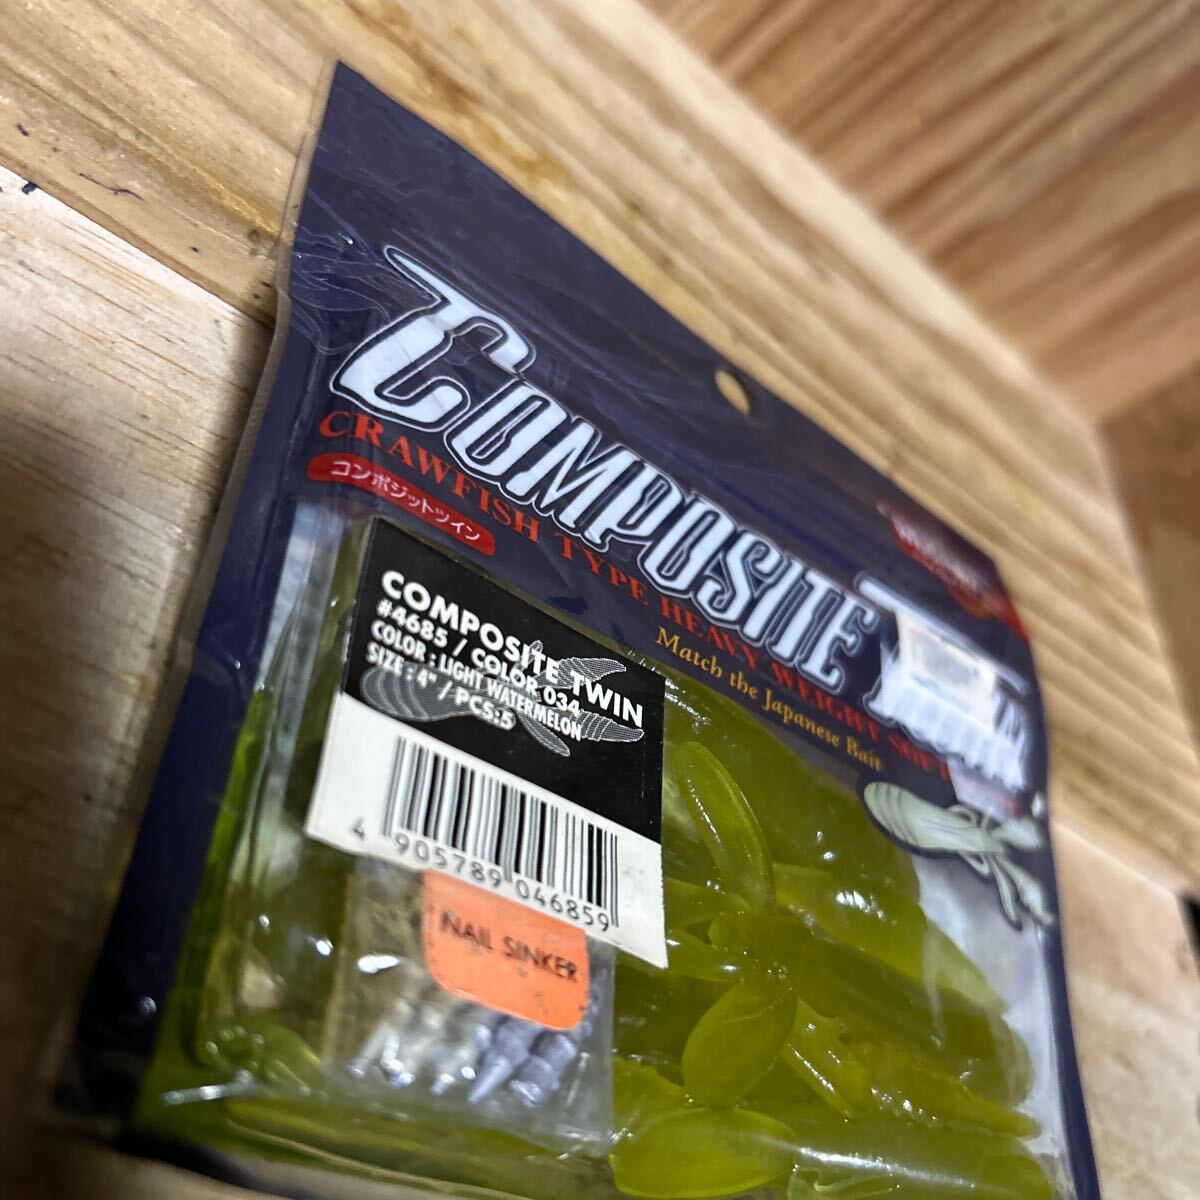 COMPOSITE
CRAWFISH TYPE HEAVY WEIGHT SOFT
コンポジットツイン
Match the Japanese Bait
COMPOSITE TWIN
#4685 / COLOR 034
COLOR : LIGHT WATERMELON
SIZE : 4" / PCS:5
4 905789 046859
NAIL SINKER